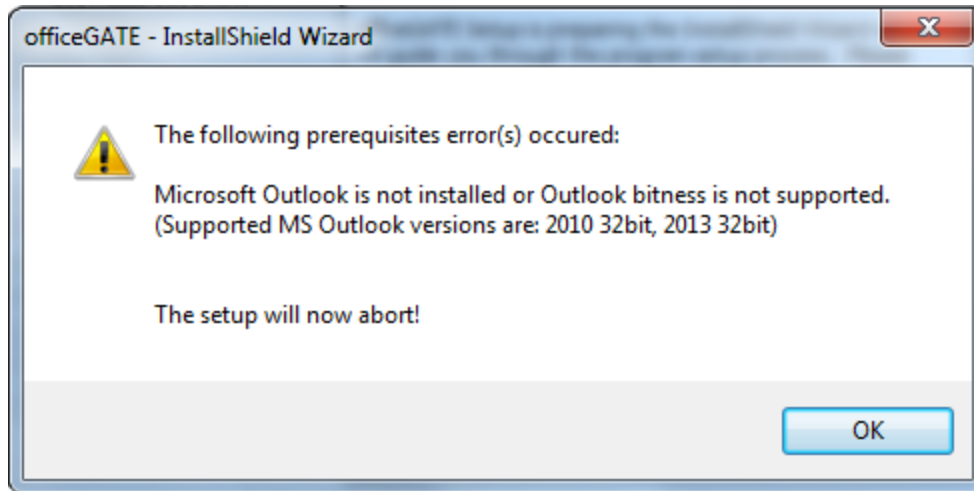 officeGATE - InstallShield Wizard
The following prerequisites error(s) occured:
Microsoft Outlook is not installed or Outlook bitness is not supported.
(Supported MS Outlook versions are: 2010 32bit, 2013 32bit)
The setup will now abort!
OK